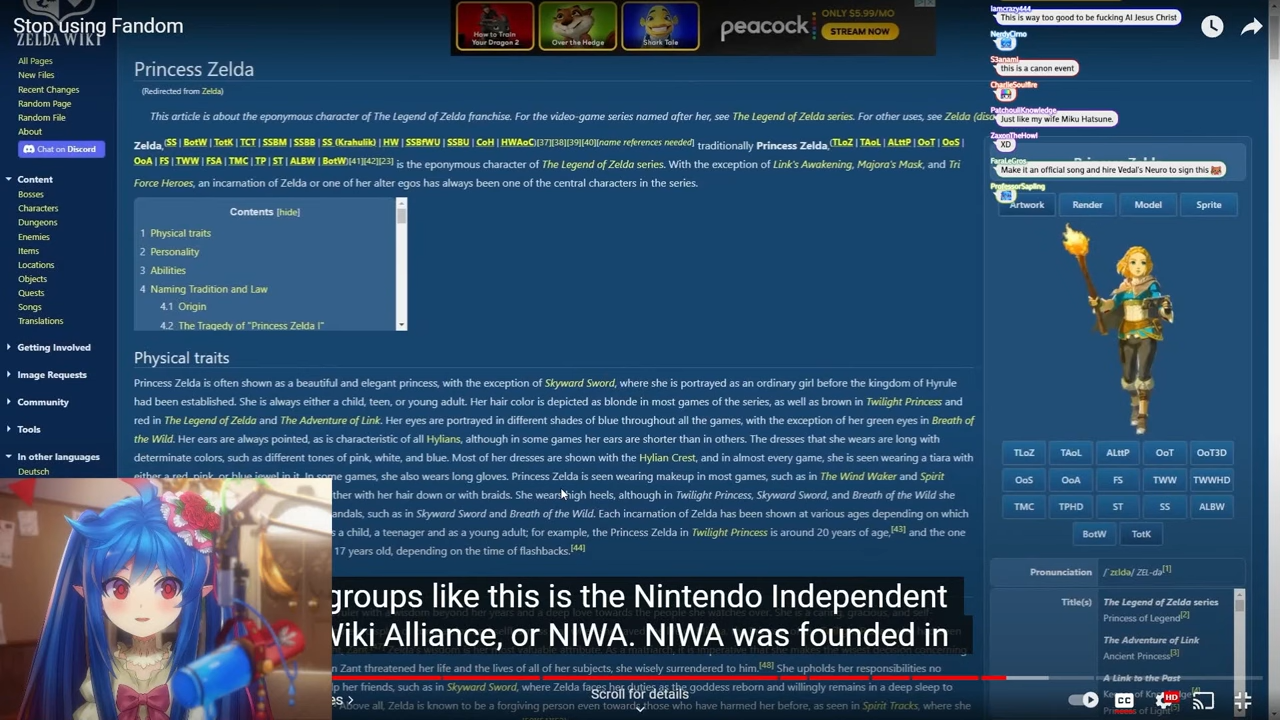 Stop using Fandom
ZELDA WIKI
All Pages
New Files
Recent Changes
Random Page
Random File
About
Chat on Discord
Content
Bosses
Characters
Dungeons
Enemies
Items
Locations
Objects
Quests
Songs
Translations
Getting Involved
Image Requests
Community
Tools
In other languages
Deutsch
How to Train
Your Dragon 2
Over the Hedge
Shark Tale
peacock
ONLY $5.99/MO
STREAM NOW
Princess Zelda
(Redirected from Zelda)
This article is about the eponymous character of The Legend of Zelda franchise. For the video-game series named after her, see The Legend of Zelda series. For other uses, see Zelda (dis
Zelda,(SS | BotW | TotK | TCT | SSBM | SSBB | SS (Krahulik) | HW | SSBfWU | SSBU | CoH | HWAoC)[37][38][39][40][name references needed] traditionally Princess Zelda,(TLoZ | TAoL | ALttP | OoT | OoS |
OoA | FS | TWW | FSA | TMC | TP | ST | ALBW | BotW)[41][42][23] is the eponymous character of The Legend of Zelda series. With the exception of Link's Awakening, Majora's Mask, and Tri
Force Heroes, an incarnation of Zelda or one of her alter egos has always been one of the central characters in the series.
Contents [hide]
1 Physical traits
2 Personality
3 Abilities
4 Naming Tradition and Law
4.1 Origin
4.2 The Tragedy of "Princess Zelda I"
Physical traits
Princess Zelda is often shown as a beautiful and elegant princess, with the exception of Skyward Sword, where she is portrayed as an ordinary girl before the kingdom of Hyrule
had been established. She is always either a child, teen, or young adult. Her hair color is depicted as blonde in most games of the series, as well as brown in Twilight Princess and
red in The Legend of Zelda and The Adventure of Link. Her eyes are portrayed in different shades of blue throughout all the games, with the exception of her green eyes in Breath of
the Wild. Her ears are always pointed, as is characteristic of all Hylians, although in some games her ears are shorter than in others. The dresses that she wears are long with
determinate colors, such as different tones of pink, white, and blue. Most of her dresses are shown with the Hylian Crest, and in almost every game, she is seen wearing a tiara with
either a red, pink, or blue jewel in it. In some games, she also wears long gloves. Princess Zelda is seen wearing makeup in most games, such as in The Wind Waker and Spirit
ther with her hair down or with braids. She wears high heels, although in Twilight Princess, Skyward Sword, and Breath of the Wild she
andals, such as in Skyward Sword and Breath of the Wild. Each incarnation of Zelda has been shown at various ages depending on which
a child, a teenager and as a young adult; for example, the Princess Zelda in Twilight Princess is around 20 years of age,[43] and the one
17 years old, depending on the time of flashbacks.[44]
groups like this is the Nintendo Independent
Wiki Alliance, or NIWA. NIWA was founded in
Zant threatened her life and the lives of all of her subjects, she wisely surrendered to him.[48] She upholds her responsibilities no
p her friends, such as in Skyward Sword, where Zelda faces her duties as the goddess reborn and willingly remains in a deep sleep to
Above all, Zelda is known to be a forgiving person even towards those who have harmed her before, as seen in Spirit Tracks, where
Scroll for details
Iamcrazy444
This is way too good to be fucking AI Jesus Christ
NerdyCirno
S3anami
this is a canon event
CharlieSoulfire
PatchouliKnowledge
Just like my wife Miku Hatsune.
ZaxonTheHowl
XD
FaraLeGros
Make it an official song and hire Vedal's Neuro to sign this
ProfessorSapling
Artwork
Render
Model
Sprite
TLoZ
TAoL
ALttP
OoT
OoT3D
OoS
OoA
FS
TWW
TWWHD
TMC
TPHD
ST
SS
ALBW
BotW
TotK
Pronunciation
/ˈzɛldə/ ZEL-də[1]
Title(s)
The Legend of Zelda series
Princess of Legend[2]
The Adventure of Link
Ancient Princess[3]
A Link to the Past
Princess of Light[5]
CC
HD